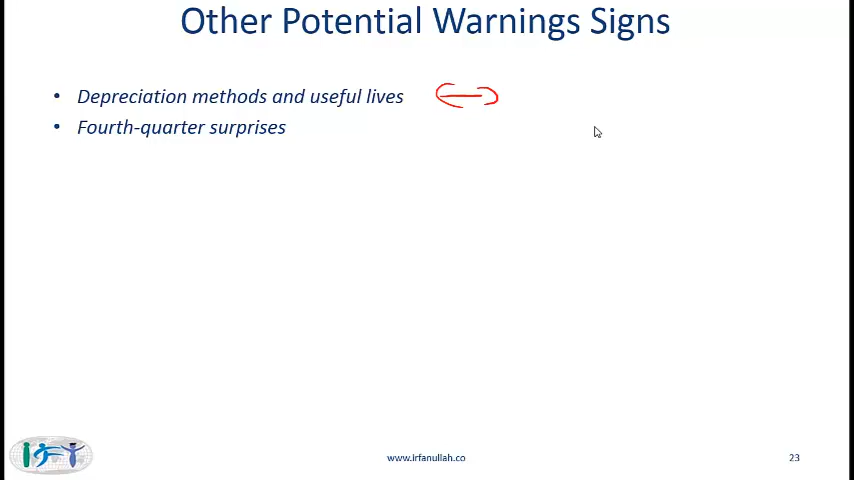 Other Potential Warnings Signs
• Depreciation methods and useful lives
• Fourth-quarter surprises
www.irfanullah.co
23